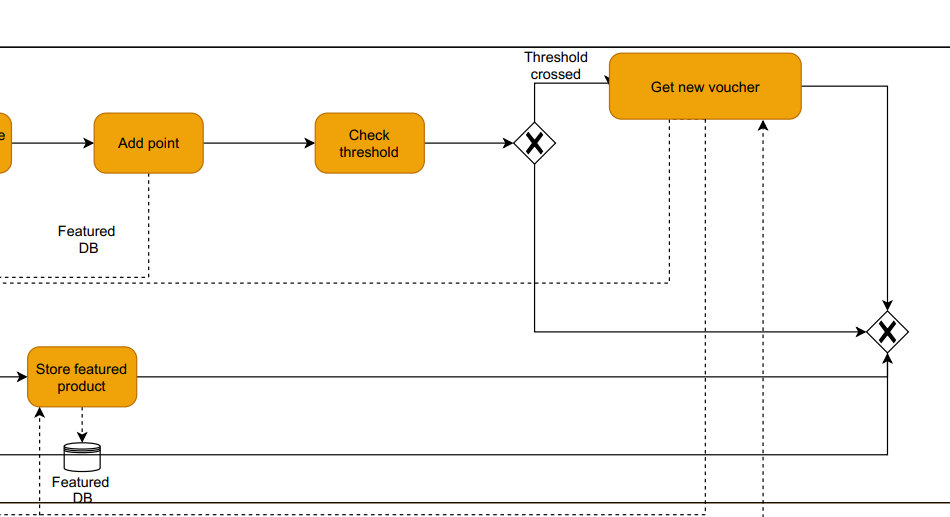 Threshold
crossed
Get new voucher
e
Add point
Check
threshold
Featured
DB
Store featured
product
Featured
DB